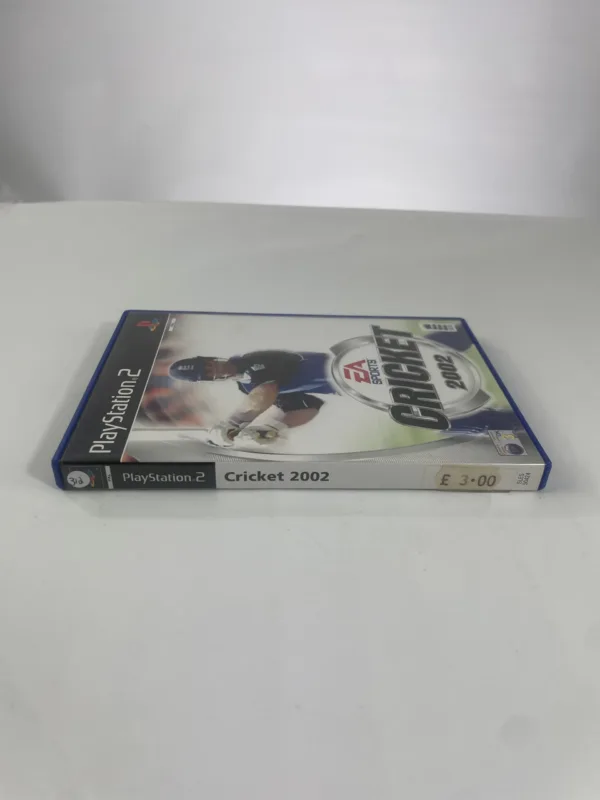 PlayStation.2
EA
SPORTS
CRICKET
2002
PlayStation.2
Cricket 2002
£ 3.00